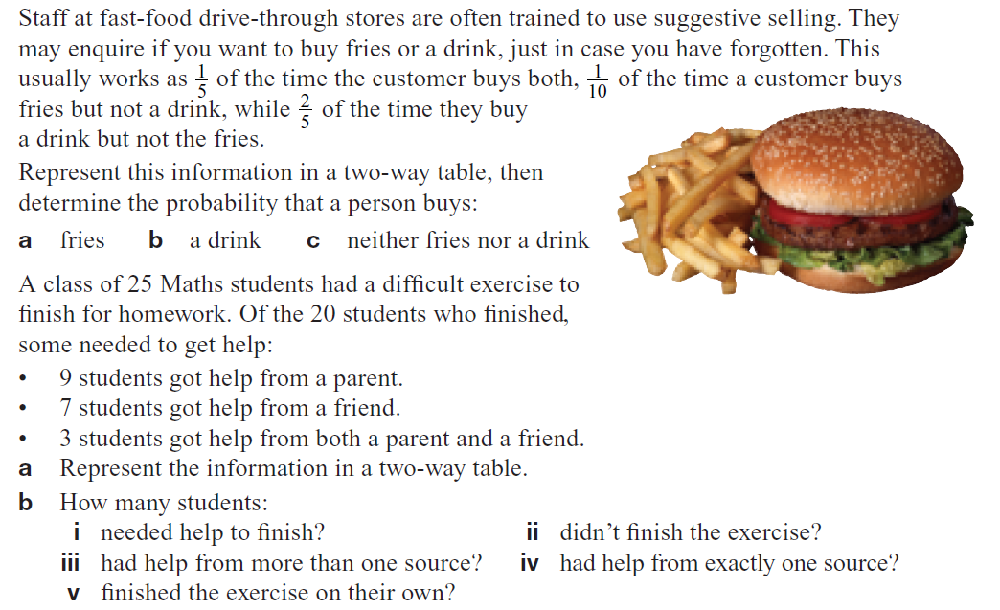 Staff at fast-food drive-through stores are often trained to use suggestive selling. They
may enquire if you want to buy fries or a drink, just in case you have forgotten. This
usually works as 1/5 of the time the customer buys both, 1/10 of the time a customer buys
fries but not a drink, while 2/5 of the time they buy
a drink but not the fries.
Represent this information in a two-way table, then
determine the probability that a person buys:
a fries b a drink c neither fries nor a drink
A class of 25 Maths students had a difficult exercise to
finish for homework. Of the 20 students who finished,
some needed to get help:
• 9 students got help from a parent.
• 7 students got help from a friend.
• 3 students got help from both a parent and a friend.
a Represent the information in a two-way table.
b How many students:
i needed help to finish? ii didn't finish the exercise?
iii had help from more than one source? iv had help from exactly one source?
v finished the exercise on their own?